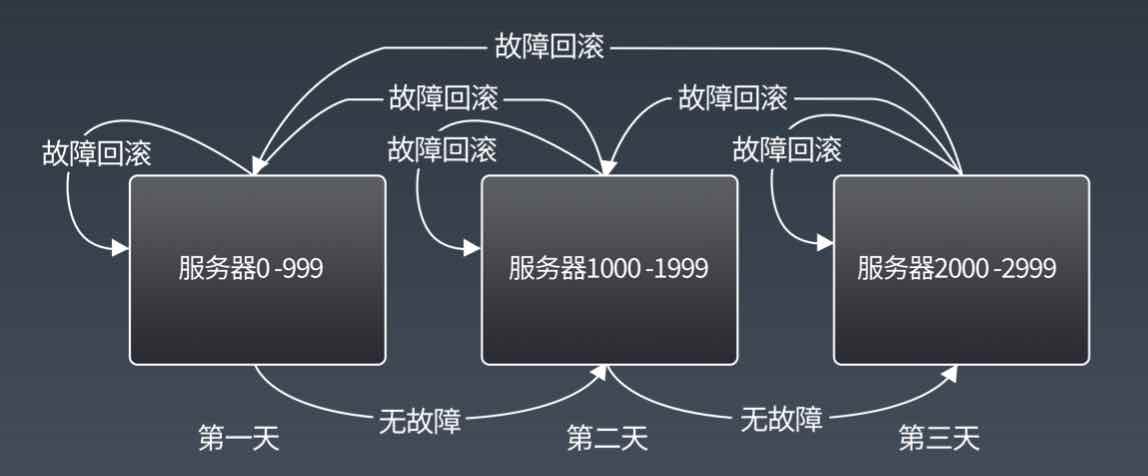 故障回滚
故障回滚
故障回滚
故障回滚
故障回滚
故障回滚
服务器0 -999
服务器1000 -1999
服务器2000 -2999
无故障
无故障
第一天
第二天
第三天